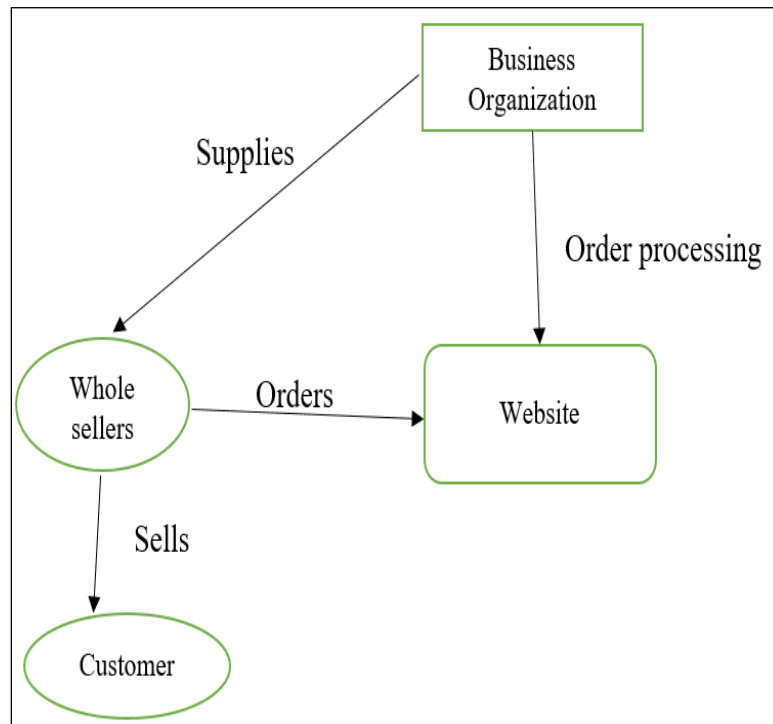 Business
Organization
Supplies
Order processing
Whole
sellers
Orders
Website
Sells
Customer